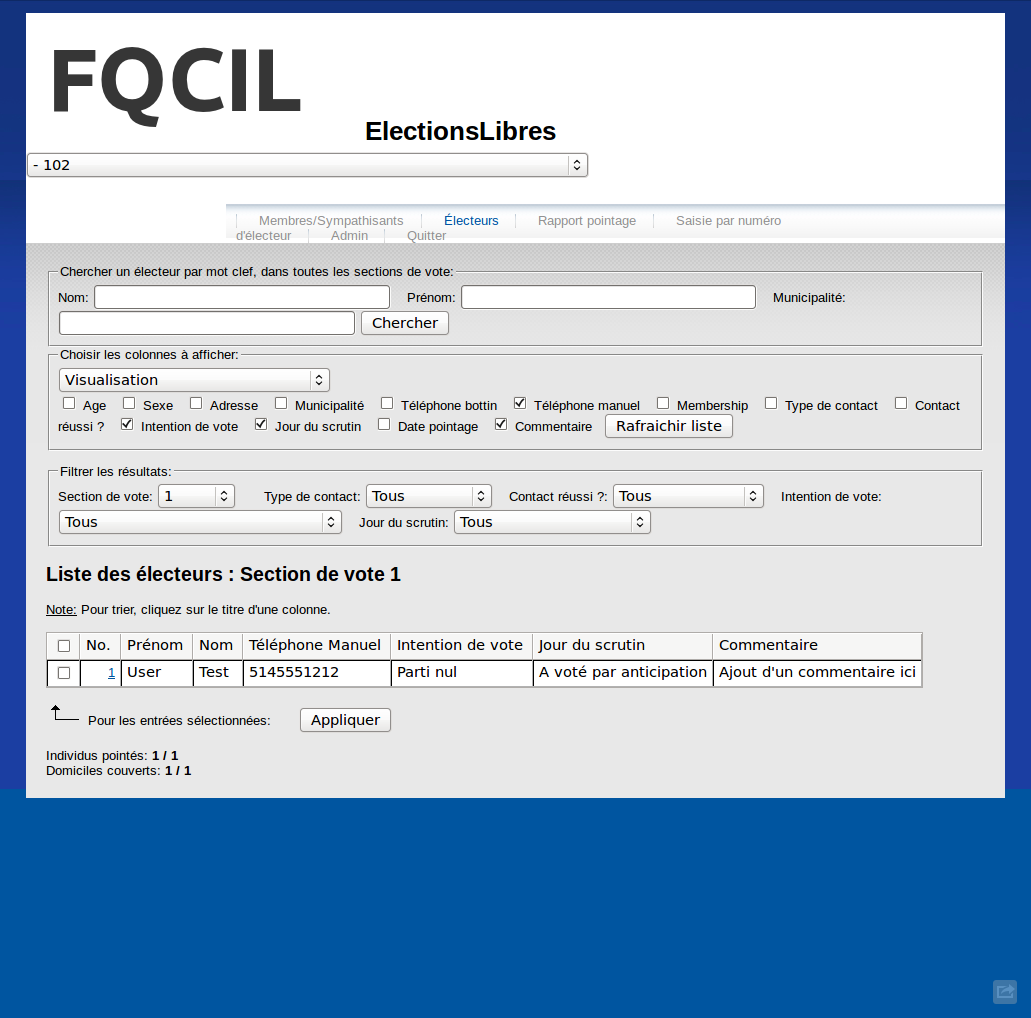 FQCIL
ElectionsLibres
- 102
Membres/Sympathisants Électeurs Rapport pointage Saisie par numéro
d'électeur Admin Quitter
Chercher un électeur par mot clef, dans toutes les sections de vote:
Nom: Prénom: Municipalité:
Chercher
Choisir les colonnes à afficher:
Visualisation
Age Sexe Adresse Municipalité Téléphone bottin Téléphone manuel Membership Type de contact Contact
réussi ? Intention de vote Jour du scrutin Date pointage Commentaire Rafraichir liste
Filtrer les résultats:
Section de vote: 1 Type de contact: Tous Contact réussi ?: Tous Intention de vote:
Tous Jour du scrutin: Tous
Liste des électeurs : Section de vote 1
Note: Pour trier, cliquez sur le titre d'une colonne.
No. Prénom Nom Téléphone Manuel Intention de vote Jour du scrutin Commentaire
1 User Test 5145551212 Parti nul A voté par anticipation Ajout d'un commentaire ici
Pour les entrées sélectionnées: Appliquer
Individus pointés: 1 / 1
Domiciles couverts: 1 / 1